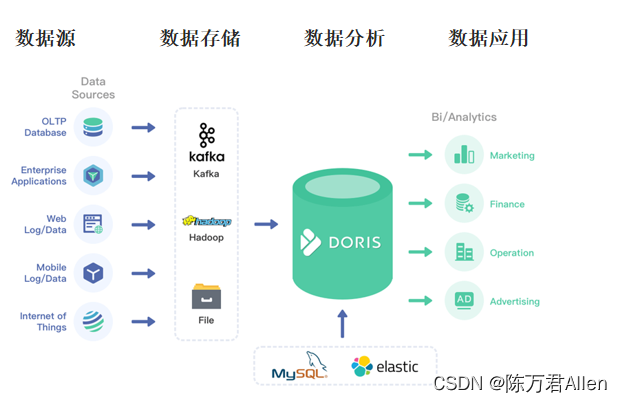 数据源
数据存储
数据分析
数据应用
Data
Sources
OLTP
Database
Enterprise
Applications
Web
Log/Data
Mobile
Log/Data
Internet of
Things
kafka
Kafka
hadoop
Hadoop
File
DORIS
MySQL
elastic
Bi/Analytics
Marketing
Finance
Operation
AD
Advertising
CSDN @陈万君Allen